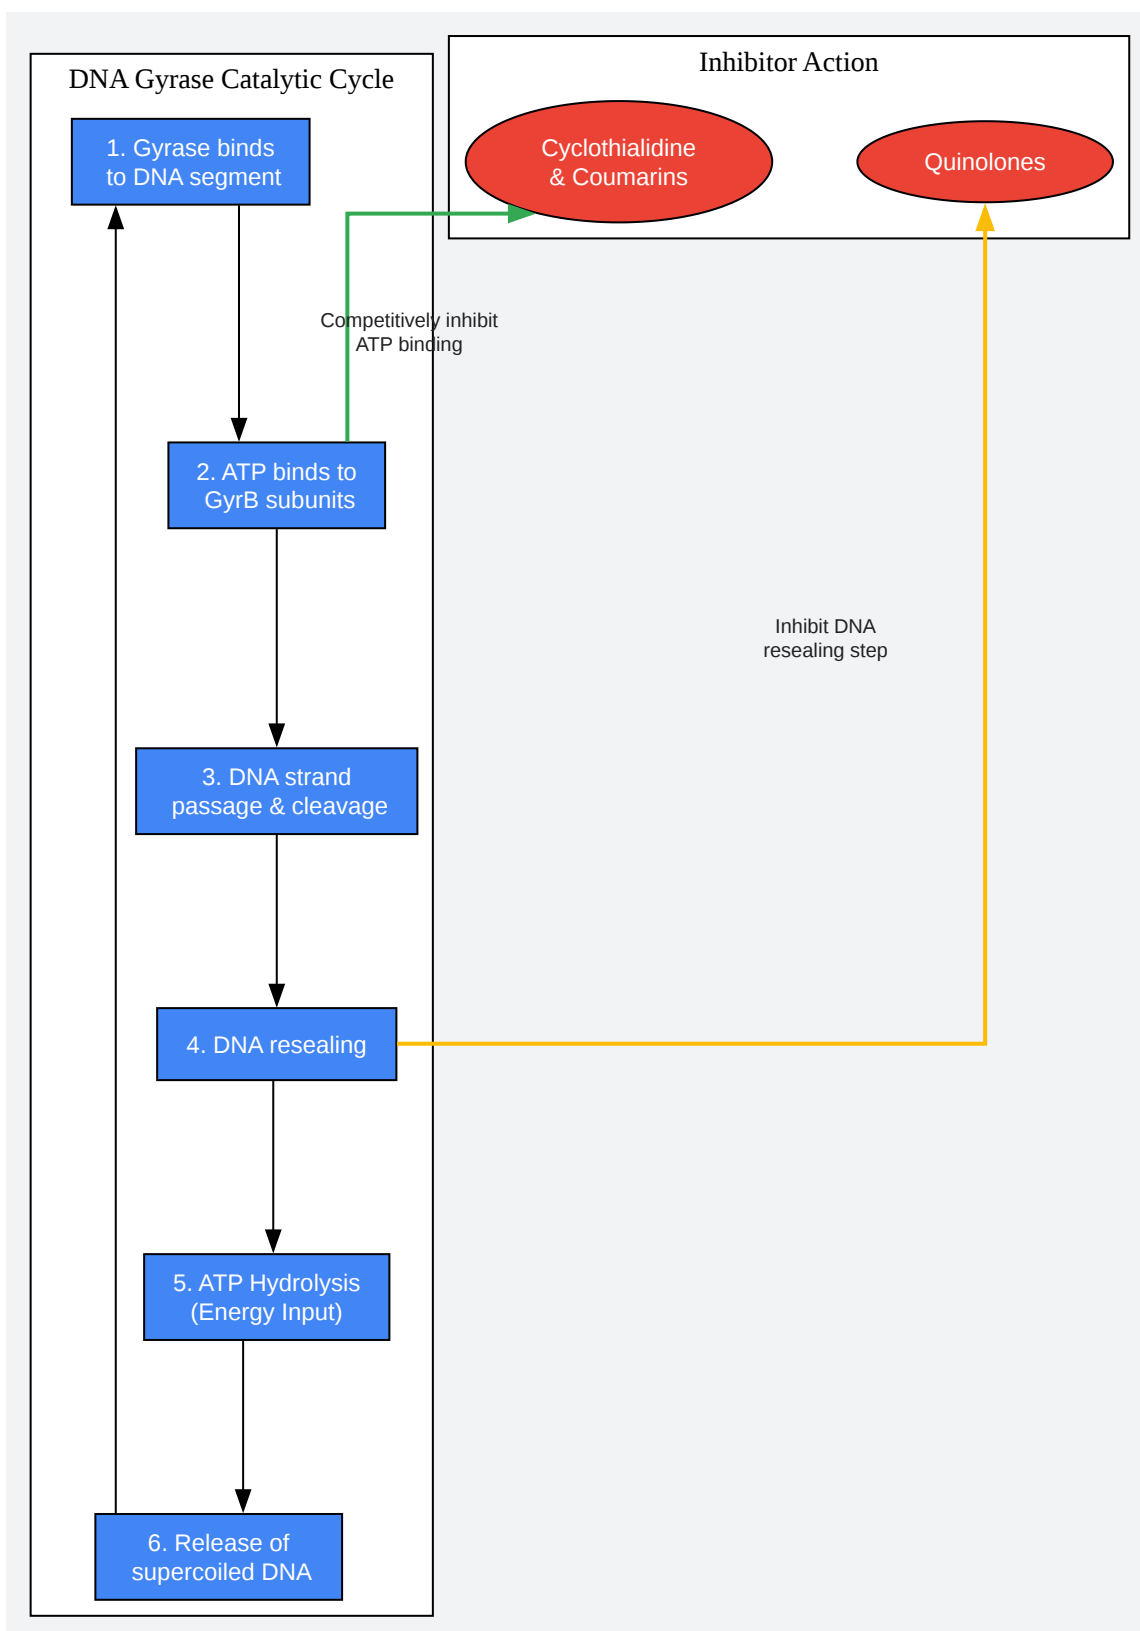 DNA Gyrase Catalytic Cycle
1. Gyrase binds
to DNA segment
2. ATP binds to
GyrB subunits
3. DNA strand
passage & cleavage
4. DNA resealing
5. ATP Hydrolysis
(Energy Input)
6. Release of
supercoiled DNA
Inhibitor Action
Cyclothialidine
& Coumarins
Quinolones
Competitively inhibit
ATP binding
Inhibit DNA
resealing step